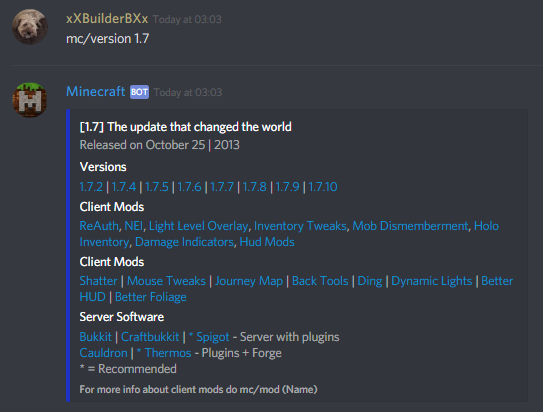 xXBuilderBXx Today at 03:03
mc/version 1.7
Minecraft BOT Today at 03:03
[1.7] The update that changed the world
Released on October 25 | 2013
Versions
1.7.2 | 1.7.4 | 1.7.5 | 1.7.6 | 1.7.7 | 1.7.8 | 1.7.9 | 1.7.10
Client Mods
ReAuth, NEI, Light Level Overlay, Inventory Tweaks, Mob Dismemberment, Holo
Inventory, Damage Indicators, Hud Mods
Client Mods
Shatter | Mouse Tweaks | Journey Map | Back Tools | Ding | Dynamic Lights | Better
HUD | Better Foliage
Server Software
Bukkit | Craftbukkit | * Spigot - Server with plugins
Cauldron | * Thermos - Plugins + Forge
* = Recommended
For more info about client mods do mc/mod (Name)